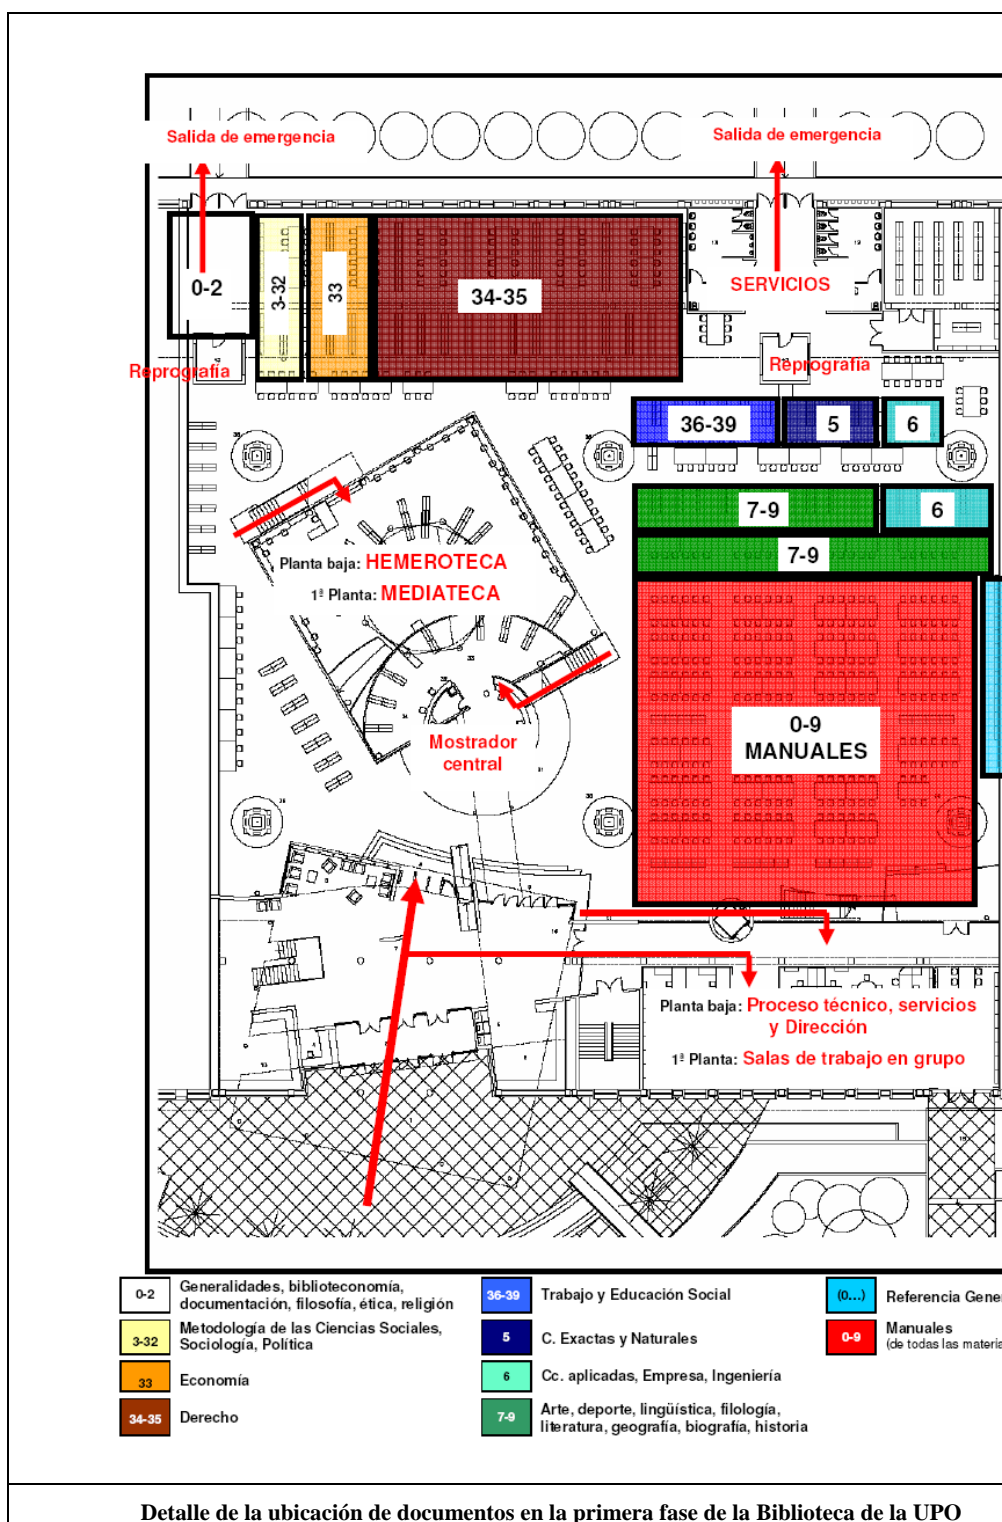 Salida de emergencia
Salida de emergencia
0-2
3-32
33
34-35
SERVICIOS
Reprografía
Reprografía
36-39
5
6
7-9
6
7-9
Planta baja: HEMEROTECA
1ª Planta: MEDIATECA
0-9
MANUALES
Mostrador
central
Planta baja: Proceso técnico, servicios
y Dirección
1ª Planta: Salas de trabajo en grupo
0-2 Generalidades, biblioteconomía,
documentación, filosofía, ética, religión
3-32 Metodología de las Ciencias Sociales,
Sociología, Política
33 Economía
34-35 Derecho
36-39 Trabajo y Educación Social
5 C. Exactas y Naturales
6 Cc. aplicadas, Empresa, Ingeniería
7-9 Arte, deporte, lingüística, filología,
literatura, geografía, biografía, historia
(0...) Referencia Gener
0-9 Manuales
(de todas las materia
Detalle de la ubicación de documentos en la primera fase de la Biblioteca de la UPO